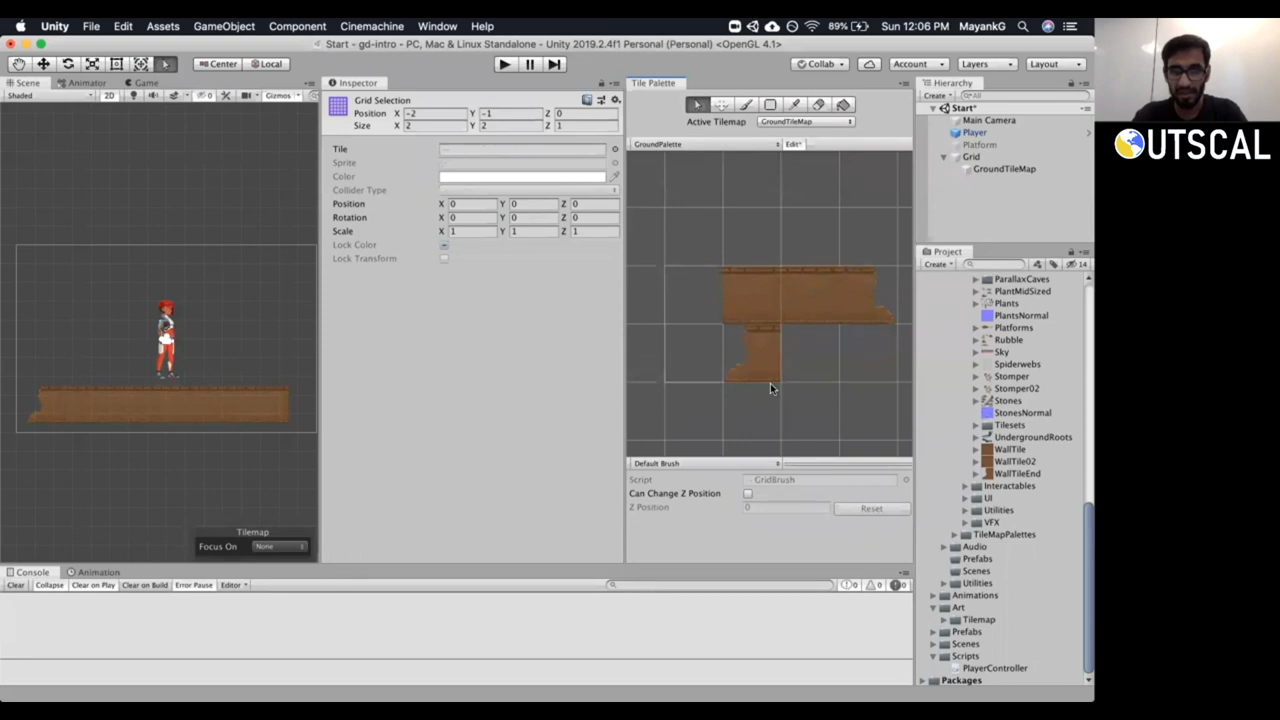 Unity File Edit Assets GameObject Component Cinemachine Window Help 89% Sun 12:06 PM MayankG
Start - gd-intro - PC, Mac & Linux Standalone - Unity 2019.2.4f1 Personal (Personal) <OpenGL 4.1>
Center Local Collab Account Layers Layout
Scene Animator Game Inspector Tile Palette Hierarchy
Shaded 2D 0 Gizmos Create All
Grid Selection
Position X -2 Y -1 Z 0
Size X 2 Y 2 Z 1
Active Tilemap GroundTileMap
GroundPalette Edit*
Tile
Sprite
Color
Collider Type
Position X 0 Y 0 Z 0
Rotation X 0 Y 0 Z 0
Scale X 1 Y 1 Z 1
Lock Color
Lock Transform
Start*
Main Camera
Player
Platform
Grid
GroundTileMap
OUTSCAL
Project
Create 14
ParallaxCaves
PlantMidSized
Plants
PlantsNormal
Platforms
Rubble
Sky
Spiderwebs
Stomper
Stomper02
Stones
StonesNormal
Tilesets
UndergroundRoots
WallTile
WallTile02
WallTileEnd
Interactables
UI
Utilities
VFX
TileMapPalettes
Audio
Prefabs
Scenes
Utilities
Animations
Art
Tilemap
Prefabs
Scenes
Scripts
PlayerController
Packages
Default Brush
Script GridBrush
Can Change Z Position
Z Position 0 Reset
Tilemap
Focus On None
Console Animation
Clear Collapse Clear on Play Clear on Build Error Pause Editor 0 0 0